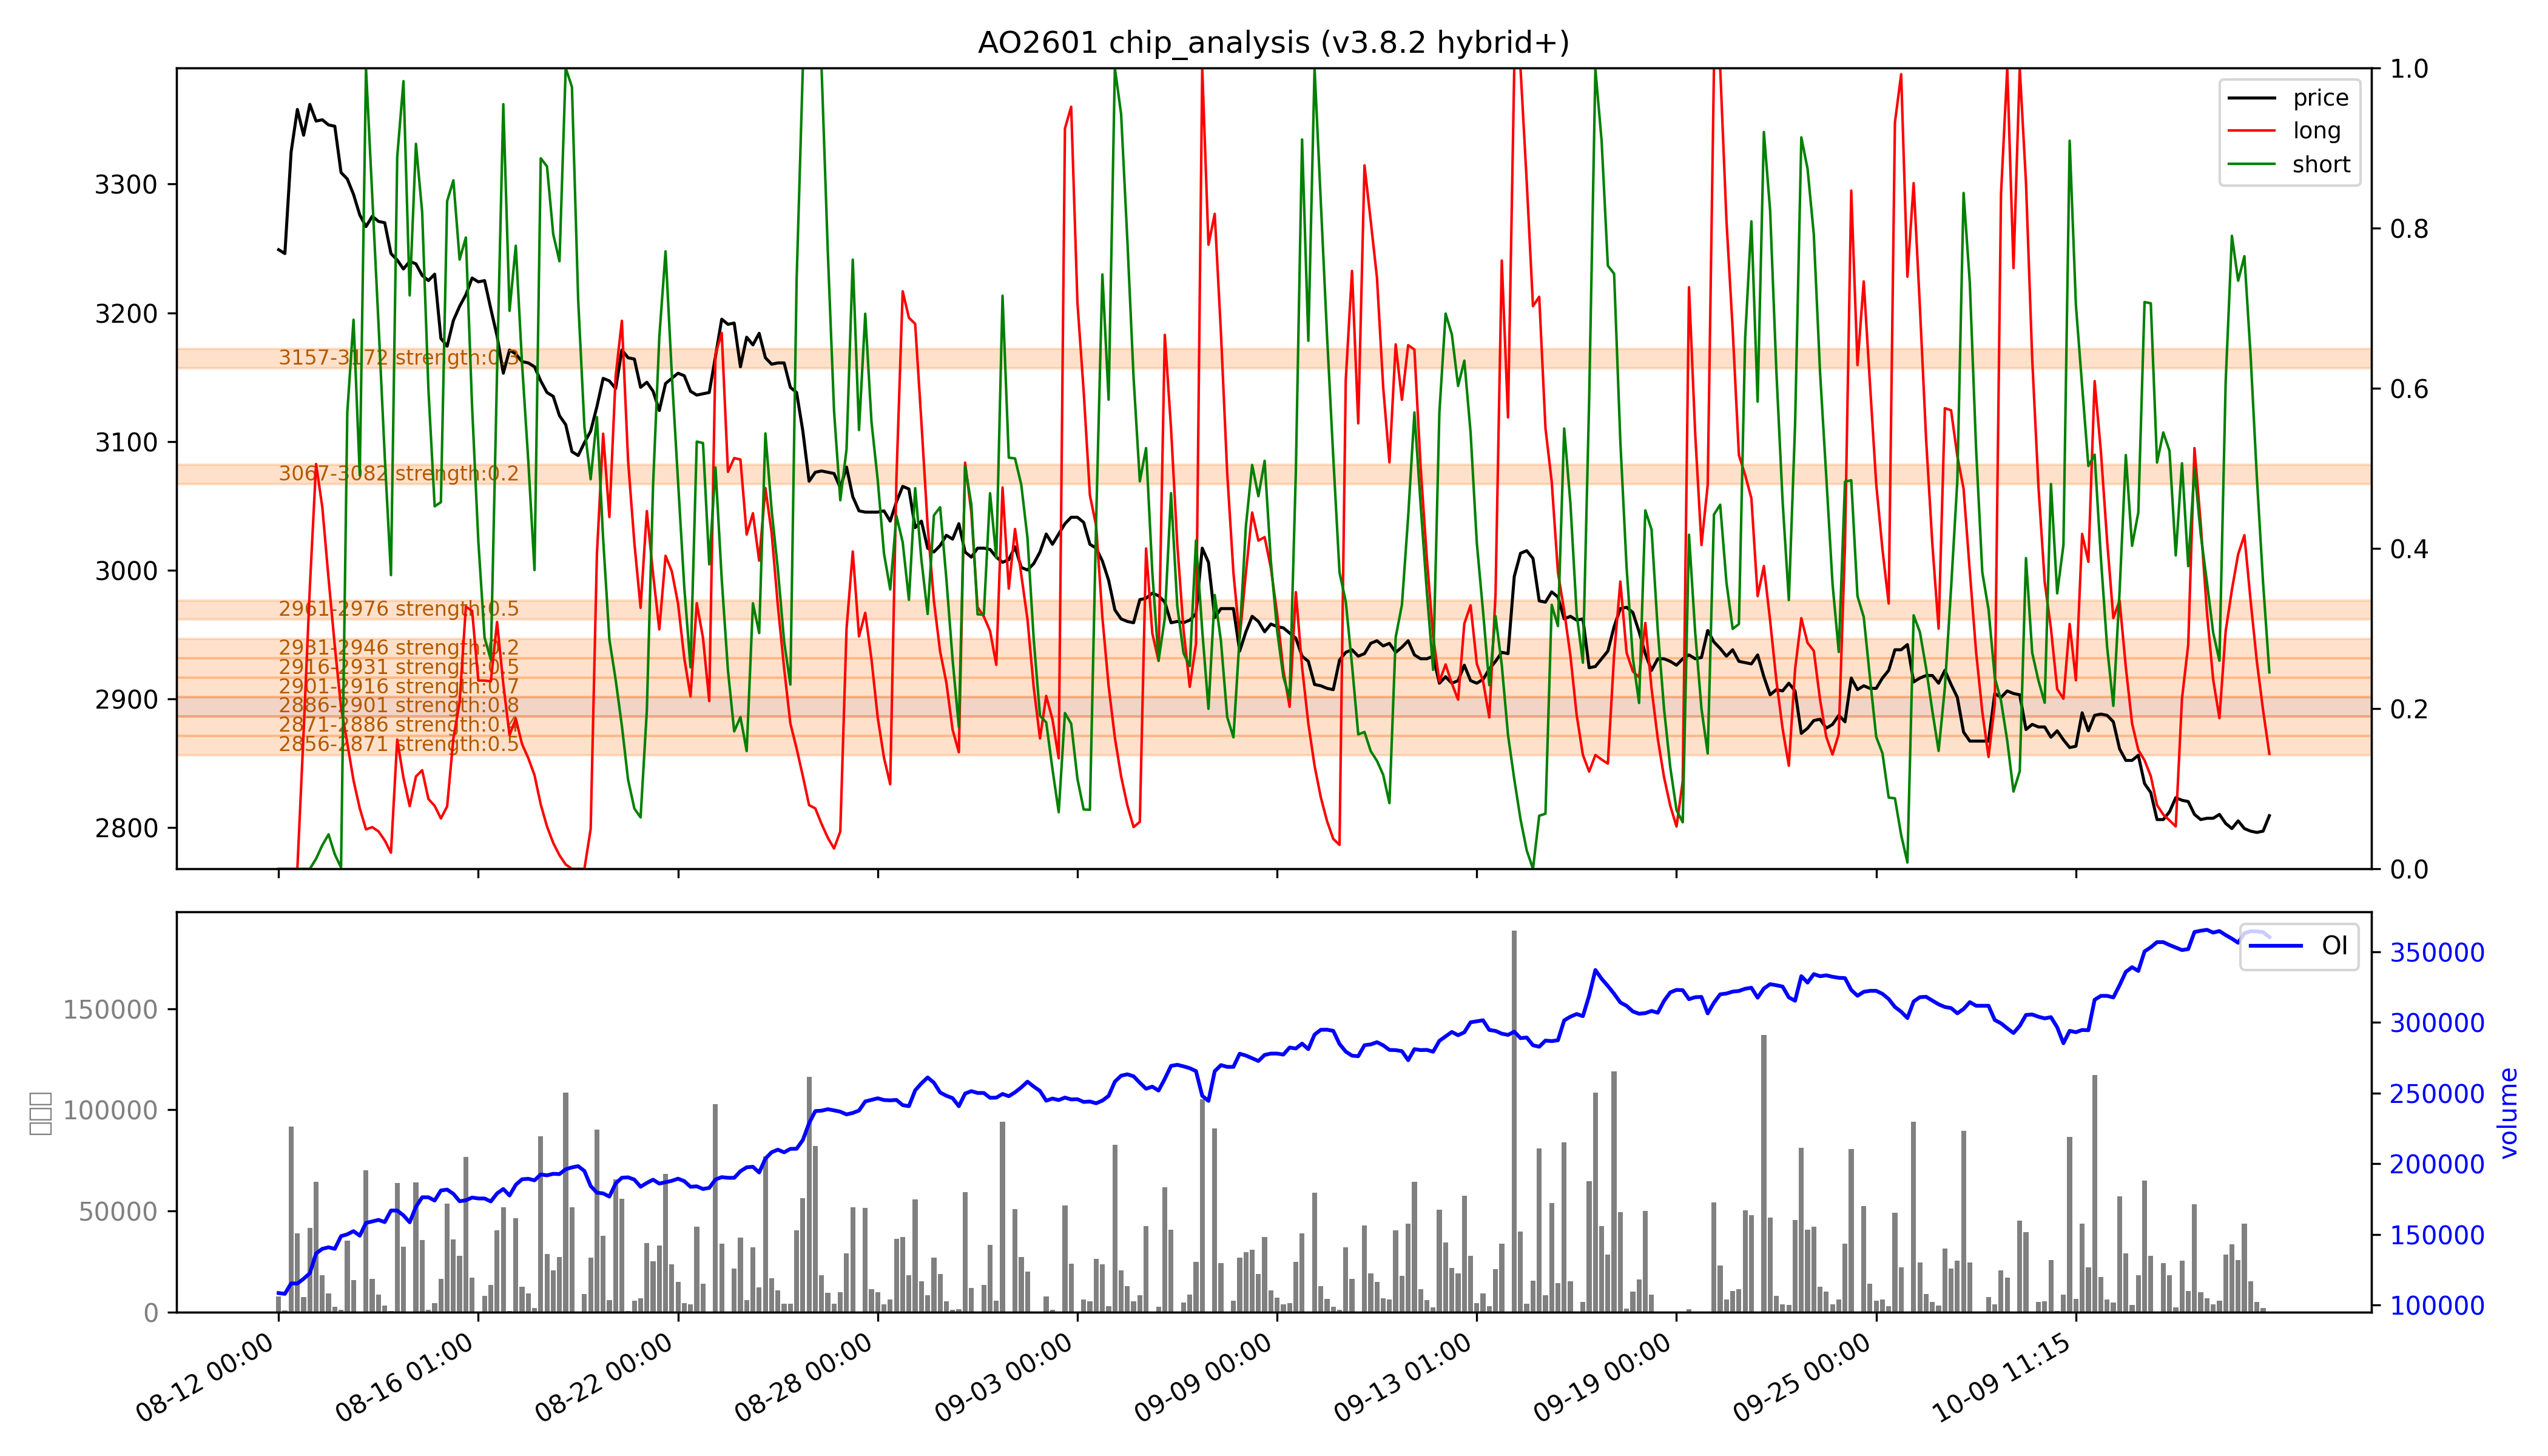 AO2601 chip_analysis (v3.8.2 hybrid+)
price
long
short
3300
3200
3100
3000
2900
2800
1.0
0.8
0.6
0.4
0.2
0.0
3157-3172 strength:0.3
3067-3082 strength:0.2
2961-2976 strength:0.5
2931-2946 strength:0.2
2916-2931 strength:0.5
2901-2916 strength:0.7
2886-2901 strength:0.8
2871-2886 strength:0.4
2856-2871 strength:0.5
OI
150000
100000
50000
0
350000
300000
250000
200000
150000
100000
volume
08-12 00:00
08-16 01:00
08-22 00:00
08-28 00:00
09-03 00:00
09-09 00:00
09-13 01:00
09-19 00:00
09-25 00:00
10-09 11:15